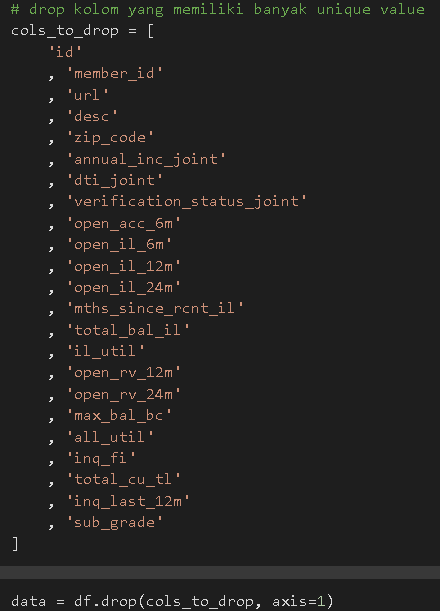 # drop kolom yang memiliki banyak unique value
cols_to_drop = [
    'id'
    , 'member_id'
    , 'url'
    , 'desc'
    , 'zip_code'
    , 'annual_inc_joint'
    , 'dti_joint'
    , 'verification_status_joint'
    , 'open_acc_6m'
    , 'open_il_6m'
    , 'open_il_12m'
    , 'open_il_24m'
    , 'mths_since_rcnt_il'
    , 'total_bal_il'
    , 'il_util'
    , 'open_rv_12m'
    , 'open_rv_24m'
    , 'max_bal_bc'
    , 'all_util'
    , 'inq_fi'
    , 'total_cu_tl'
    , 'inq_last_12m'
    , 'sub_grade'
]
data = df.drop(cols_to_drop, axis=1)